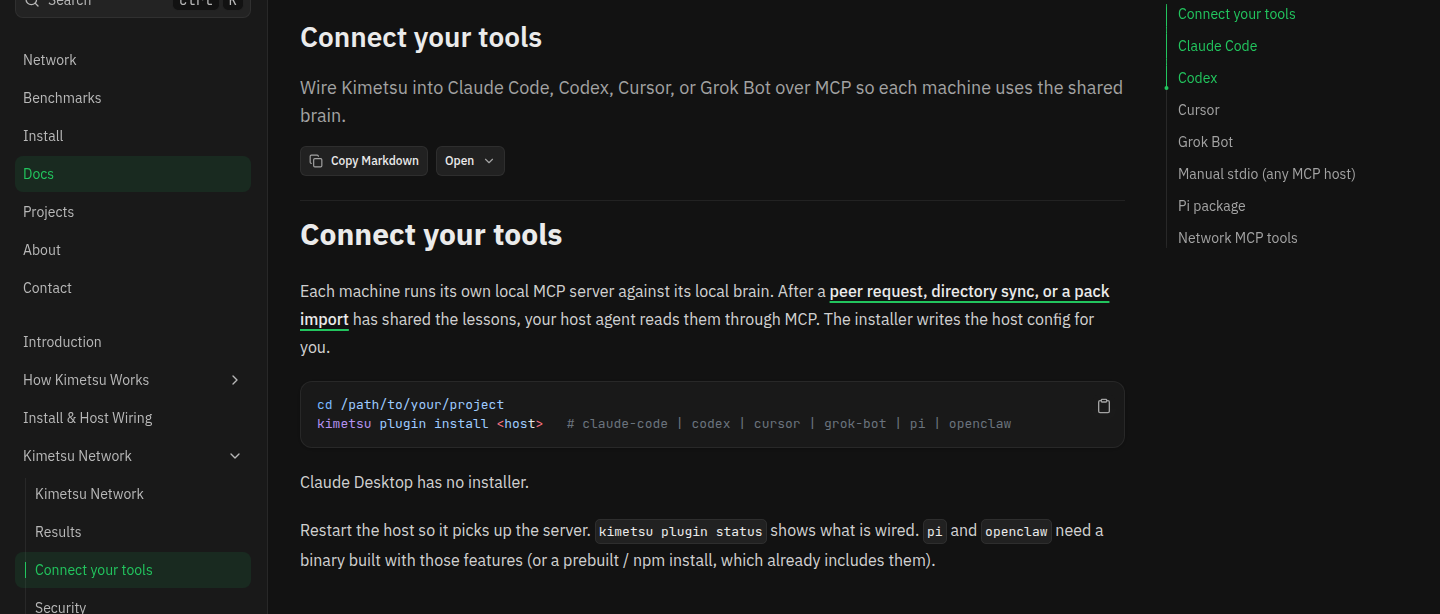 Search Ctrl K
Network
Benchmarks
Install
Docs
Projects
About
Contact
Introduction
How Kimetsu Works
Install & Host Wiring
Kimetsu Network
Kimetsu Network
Results
Connect your tools
Security
Connect your tools
Wire Kimetsu into Claude Code, Codex, Cursor, or Grok Bot over MCP so each machine uses the shared
brain.
Copy Markdown Open
Connect your tools
Each machine runs its own local MCP server against its local brain. After a peer request, directory sync, or a pack
import has shared the lessons, your host agent reads them through MCP. The installer writes the host config for
you.
cd /path/to/your/project
kimetsu plugin install <host> # claude-code | codex | cursor | grok-bot | pi | openclaw
Claude Desktop has no installer.
Restart the host so it picks up the server. kimetsu plugin status shows what is wired. pi and openclaw need a
binary built with those features (or a prebuilt / npm install, which already includes them).
Connect your tools
Claude Code
Codex
Cursor
Grok Bot
Manual stdio (any MCP host)
Pi package
Network MCP tools